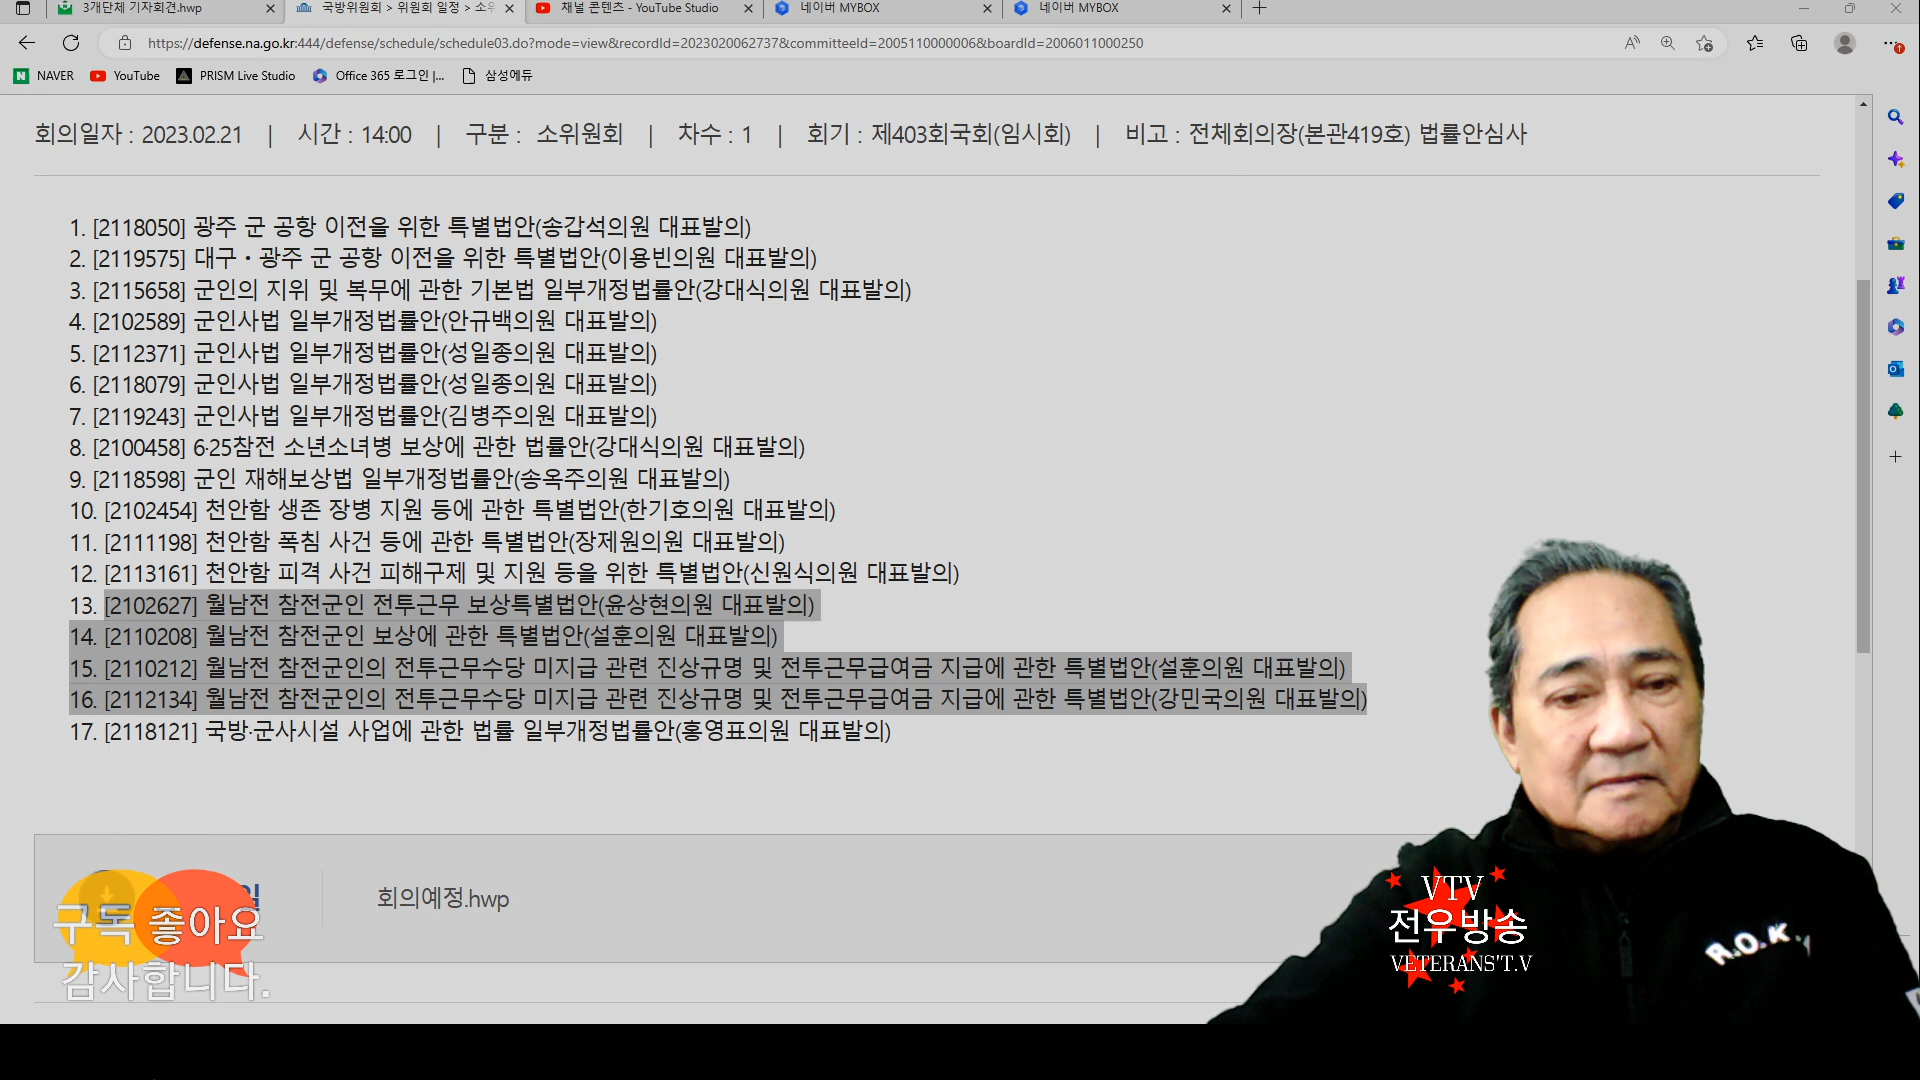 3개단체 기자회견.hwp
국방위원회 > 위원회 일정 > 소우
채널 콘텐츠 - YouTube Studio
네이버 MYBOX
네이버 MYBOX
https://defense.na.go.kr:444/defense/schedule/schedule03.do?mode=view&recordId=2023020062737&committeeId=2005110000006&boardId=2006011000250
NAVER
YouTube
PRISM Live Studio
Office 365 로그인 |...
삼성에듀
회의일자 : 2023.02.21 | 시간 : 14:00 | 구분 : 소위원회 | 차수 : 1 | 회기 : 제403회국회(임시회) | 비고 : 전체회의장(본관419호) 법률안심사
1. [2118050] 광주 군 공항 이전을 위한 특별법안(송갑석의원 대표발의)
2. [2119575] 대구・광주 군 공항 이전을 위한 특별법안(이용빈의원 대표발의)
3. [2115658] 군인의 지위 및 복무에 관한 기본법 일부개정법률안(강대식의원 대표발의)
4. [2102589] 군인사법 일부개정법률안(안규백의원 대표발의)
5. [2112371] 군인사법 일부개정법률안(성일종의원 대표발의)
6. [2118079] 군인사법 일부개정법률안(성일종의원 대표발의)
7. [2119243] 군인사법 일부개정법률안(김병주의원 대표발의)
8. [2100458] 6·25참전 소년소녀병 보상에 관한 법률안(강대식의원 대표발의)
9. [2118598] 군인 재해보상법 일부개정법률안(송옥주의원 대표발의)
10. [2102454] 천안함 생존 장병 지원 등에 관한 특별법안(한기호의원 대표발의)
11. [2111198] 천안함 폭침 사건 등에 관한 특별법안(장제원의원 대표발의)
12. [2113161] 천안함 피격 사건 피해구제 및 지원 등을 위한 특별법안(신원식의원 대표발의)
13. [2102627] 월남전 참전군인 전투근무 보상특별법안(윤상현의원 대표발의)
14. [2110208] 월남전 참전군인 보상에 관한 특별법안(설훈의원 대표발의)
15. [2110212] 월남전 참전군인의 전투근무수당 미지급 관련 진상규명 및 전투근무급여금 지급에 관한 특별법안(설훈의원 대표발의)
16. [2112134] 월남전 참전군인의 전투근무수당 미지급 관련 진상규명 및 전투근무급여금 지급에 관한 특별법안(강민국의원 대표발의)
17. [2118121] 국방·군사시설 사업에 관한 법률 일부개정법률안(홍영표의원 대표발의)
회의예정.hwp
구독 좋아요
감사합니다.
VTV
전우방송
VETERANS'T.V
R.O.K